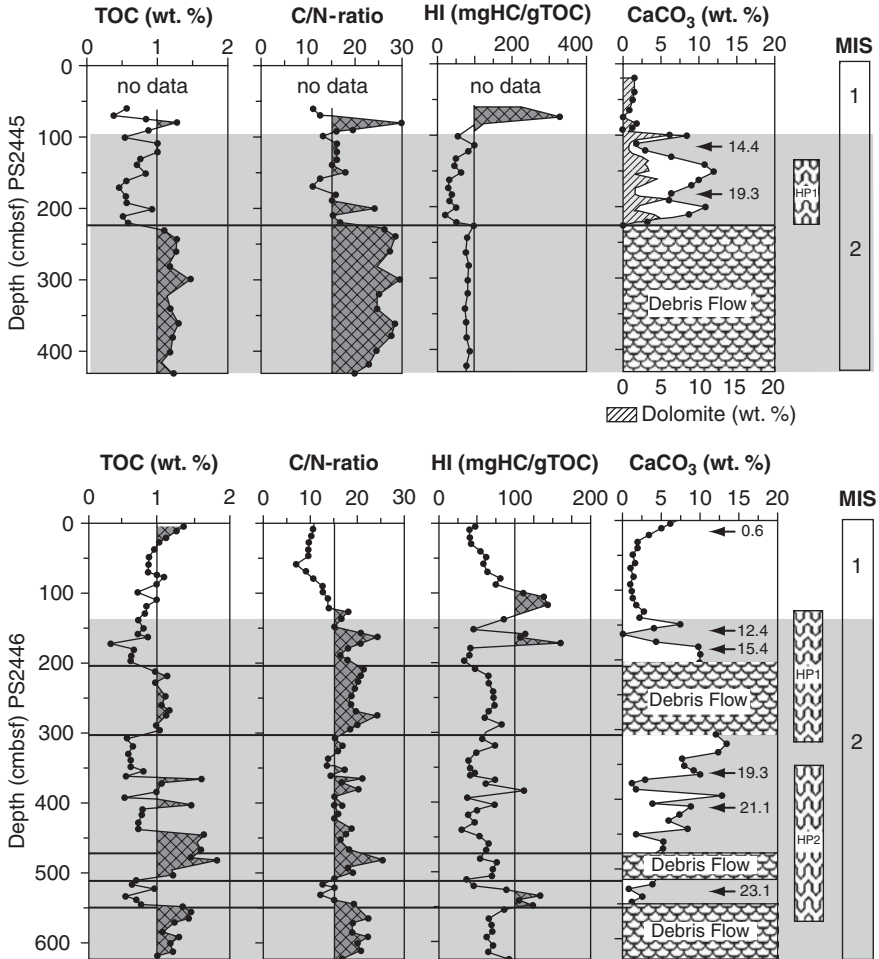 TOC (wt. %) C/N-ratio HI (mgHC/gTOC) CaCO3 (wt. %)
MIS
0 1 2 0 10 20 30 0 200 400 0 5 10 15 20
Depth (cmbsf) PS2445
0
100
200
300
400
no data no data no data
14.4
19.3
HP1
1
2
Debris Flow
0 5 10 15 20
Dolomite (wt. %)
TOC (wt. %) C/N-ratio HI (mgHC/gTOC) CaCO3 (wt. %)
MIS
0 1 2 0 10 20 30 0 100 200 0 5 10 15 20
Depth (cmbsf) PS2446
0
100
200
300
400
500
600
0.6
12.4
15.4
Debris Flow
19.3
21.1
Debris Flow
23.1
Debris Flow
HP1
HP2
1
2